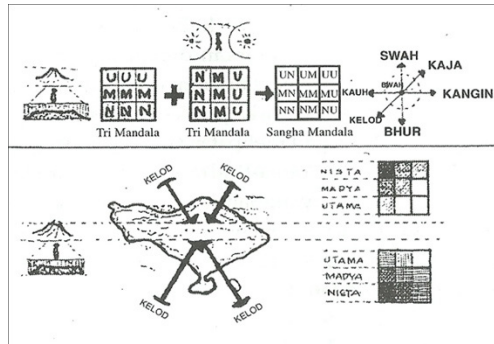 SWAH
KAJA
BWAH
KAUH
KANGIN
KELOD
BHUR
U U U
M M M
N N N
N M U
N M U
N M U
UN UM UU
MN MM MU
NN NM NU
Tri Mandala
Tri Mandala
Sangha Mandala
KELOD
KELOD
KELOD
KELOD
NISTA
MADYA
UTAMA
UTAMA
MADYA
NISTA